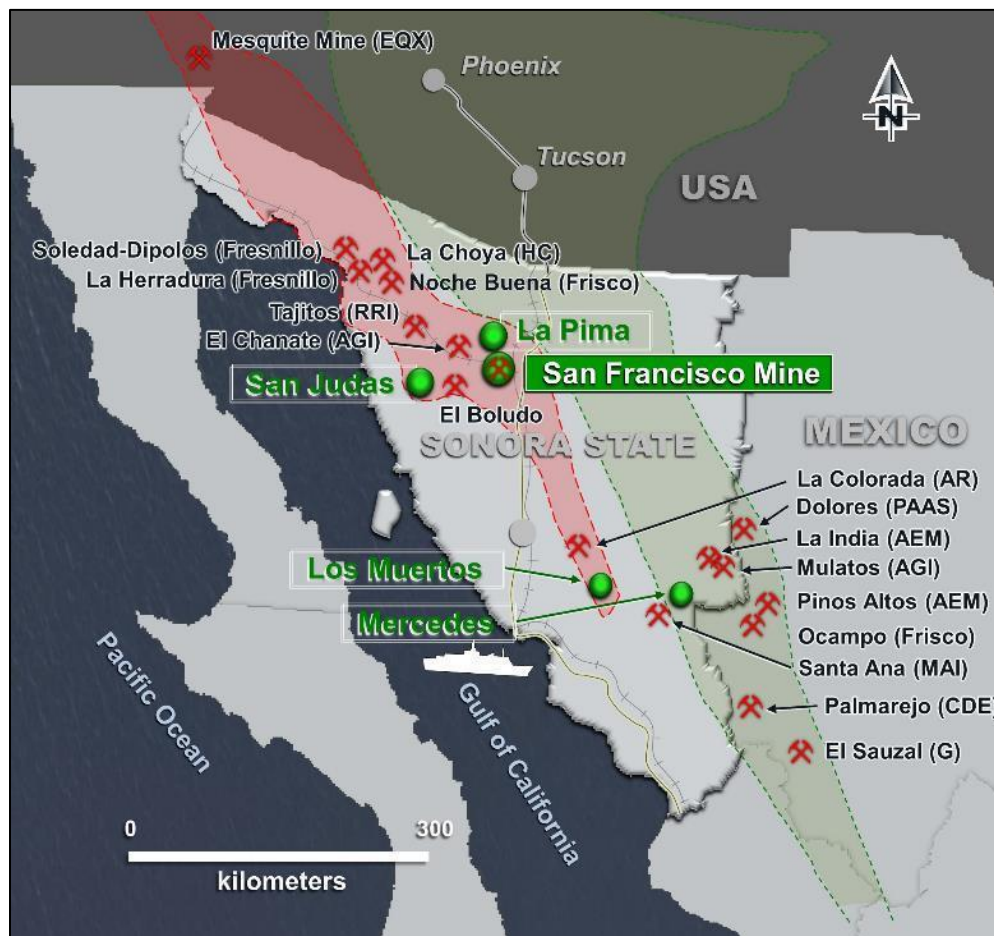 Mesquite Mine (EQX)
Phoenix
N
Tucson
USA
Soledad-Dipolos (Fresnillo)
La Choya (HC)
La Herradura (Fresnillo)
Noche Buena (Frisco)
Tajitos (RRI)
La Pima
El Chanate (AGI)
San Judas
San Francisco Mine
El Boludo
SONORA STATE
MEXICO
La Colorada (AR)
Dolores (PAAS)
La India (AEM)
Los Muertos
Mulatos (AGI)
Mercedes
Pinos Altos (AEM)
Ocampo (Frisco)
Santa Ana (MAI)
Pacific Ocean
Gulf of California
Palmarejo (CDE)
El Sauzal (G)
0 300
kilometers